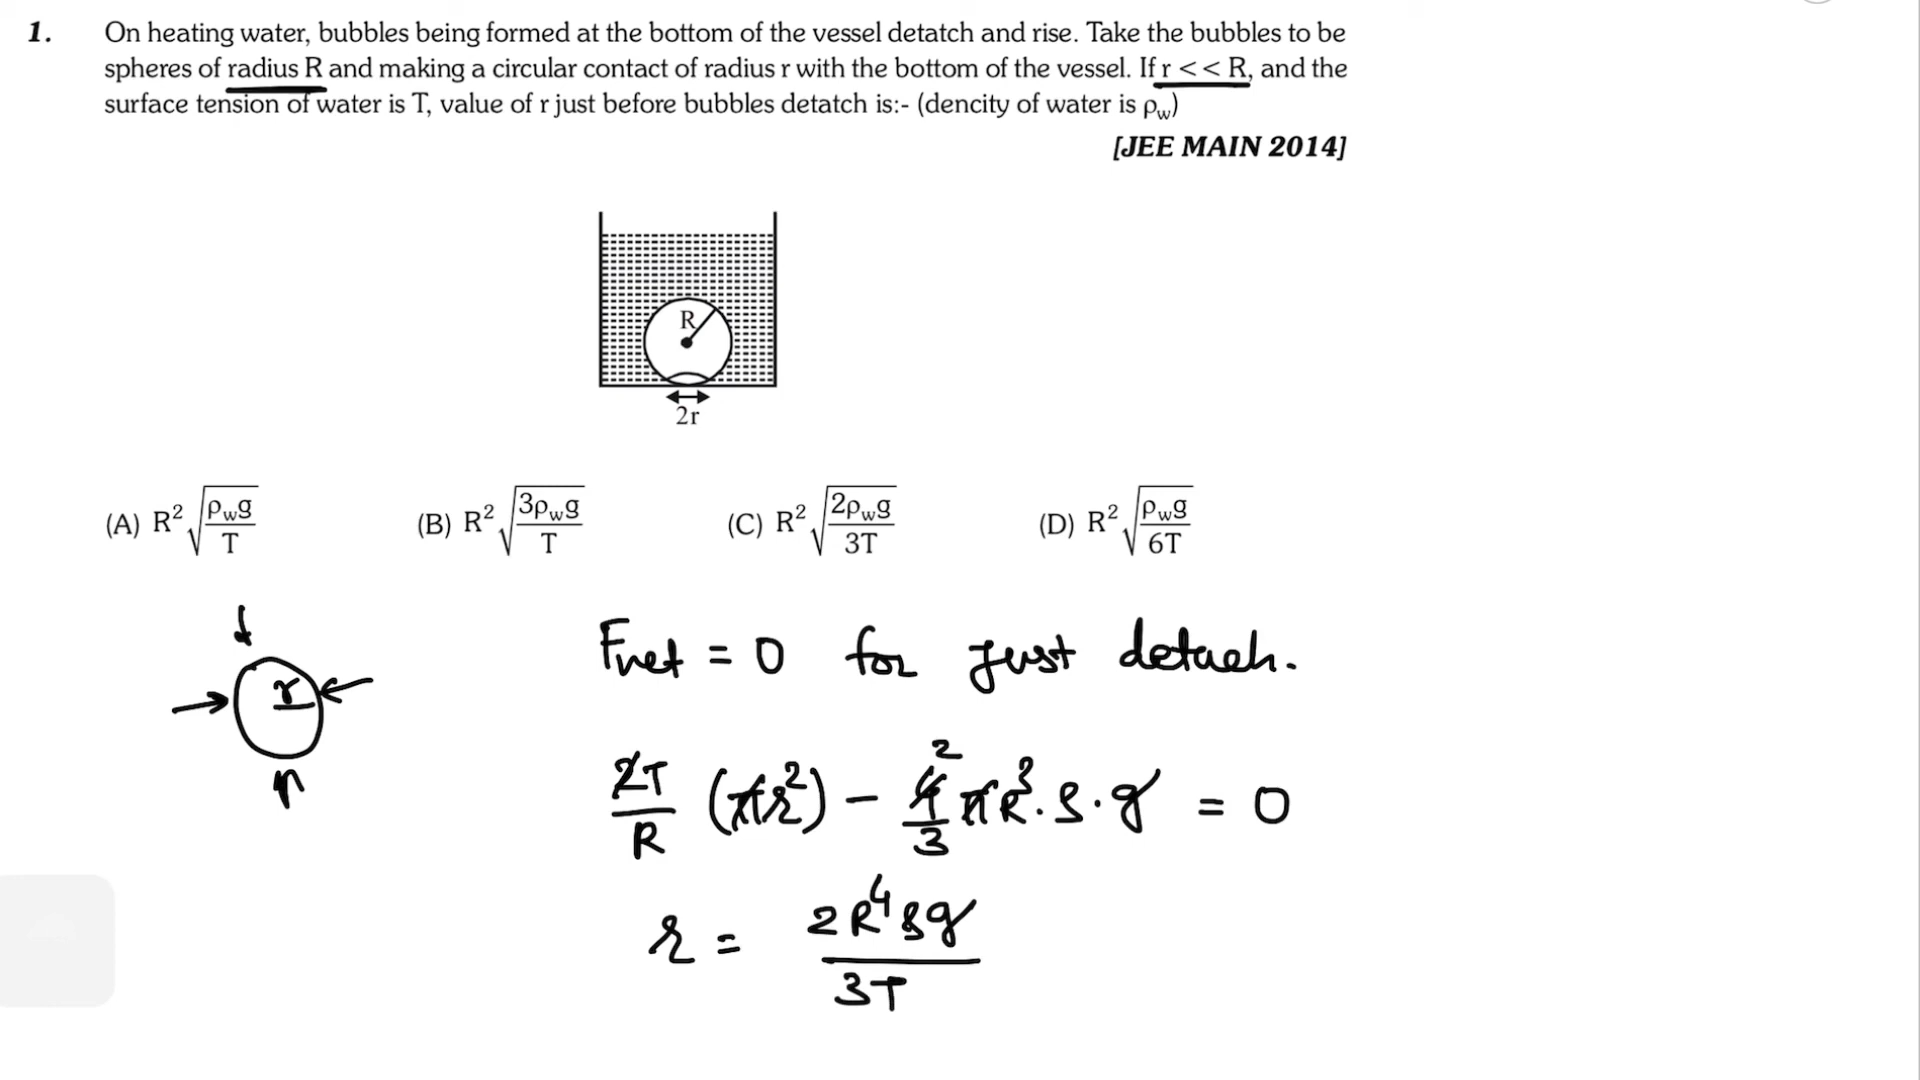 1. On heating water, bubbles being formed at the bottom of the vessel detatch and rise. Take the bubbles to be
spheres of radius R and making a circular contact of radius r with the bottom of the vessel. If r << R, and the
surface tension of water is T, value of r just before bubbles detatch is:- (dencity of water is ρw)
[JEE MAIN 2014]
R
2r
(A) R² √(ρwg/T) (B) R² √(3ρwg/T) (C) R² √(2ρwg/3T) (D) R² √(ρwg/6T)
r
Fnet = 0 for just detach.
2T/R (πr²) – 4/3 πR³·ρ·g = 0
2
r = 2R⁴ρg/3T